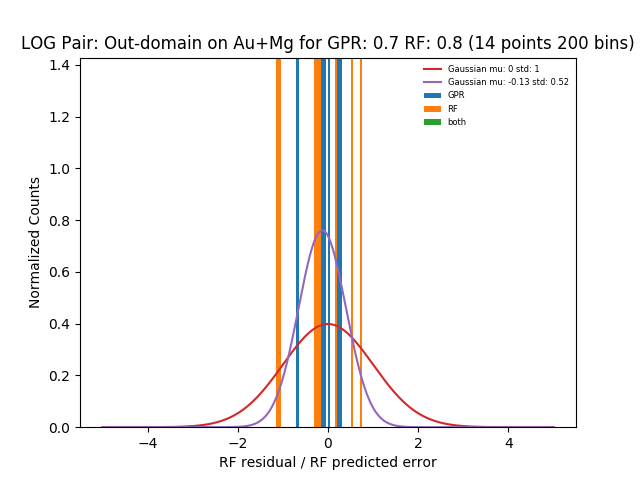 LOG Pair: Out-domain on Au+Mg for GPR: 0.7 RF: 0.8 (14 points 200 bins)
Gaussian mu: 0 std: 1
Gaussian mu: -0.13 std: 0.52
GPR
RF
both
Normalized Counts
1.4
1.2
1.0
0.8
0.6
0.4
0.2
0.0
−4
−2
0
2
4
RF residual / RF predicted error